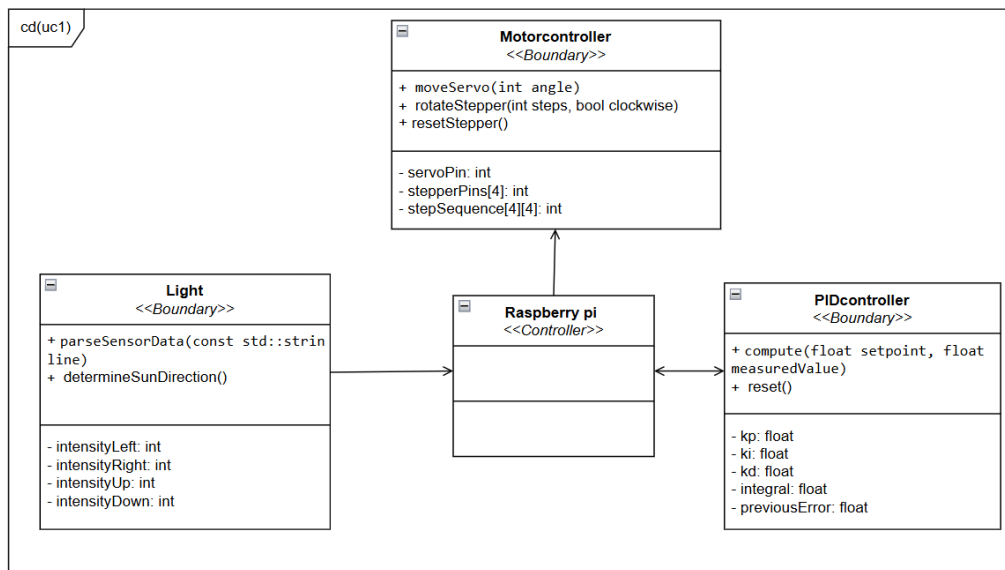 cd(uc1)
Motorcontroller
<<Boundary>>
+ moveServo(int angle)
+ rotateStepper(int steps, bool clockwise)
+ resetStepper()
- servoPin: int
- stepperPins[4]: int
- stepSequence[4][4]: int
Light
<<Boundary>>
+ parseSensorData(const std::strin
line)
+ determineSunDirection()
- intensityLeft: int
- intensityRight: int
- intensityUp: int
- intensityDown: int
Raspberry pi
<<Controller>>
PIDcontroller
<<Boundary>>
+ compute(float setpoint, float
measuredValue)
+ reset()
- kp: float
- ki: float
- kd: float
- integral: float
- previousError: float